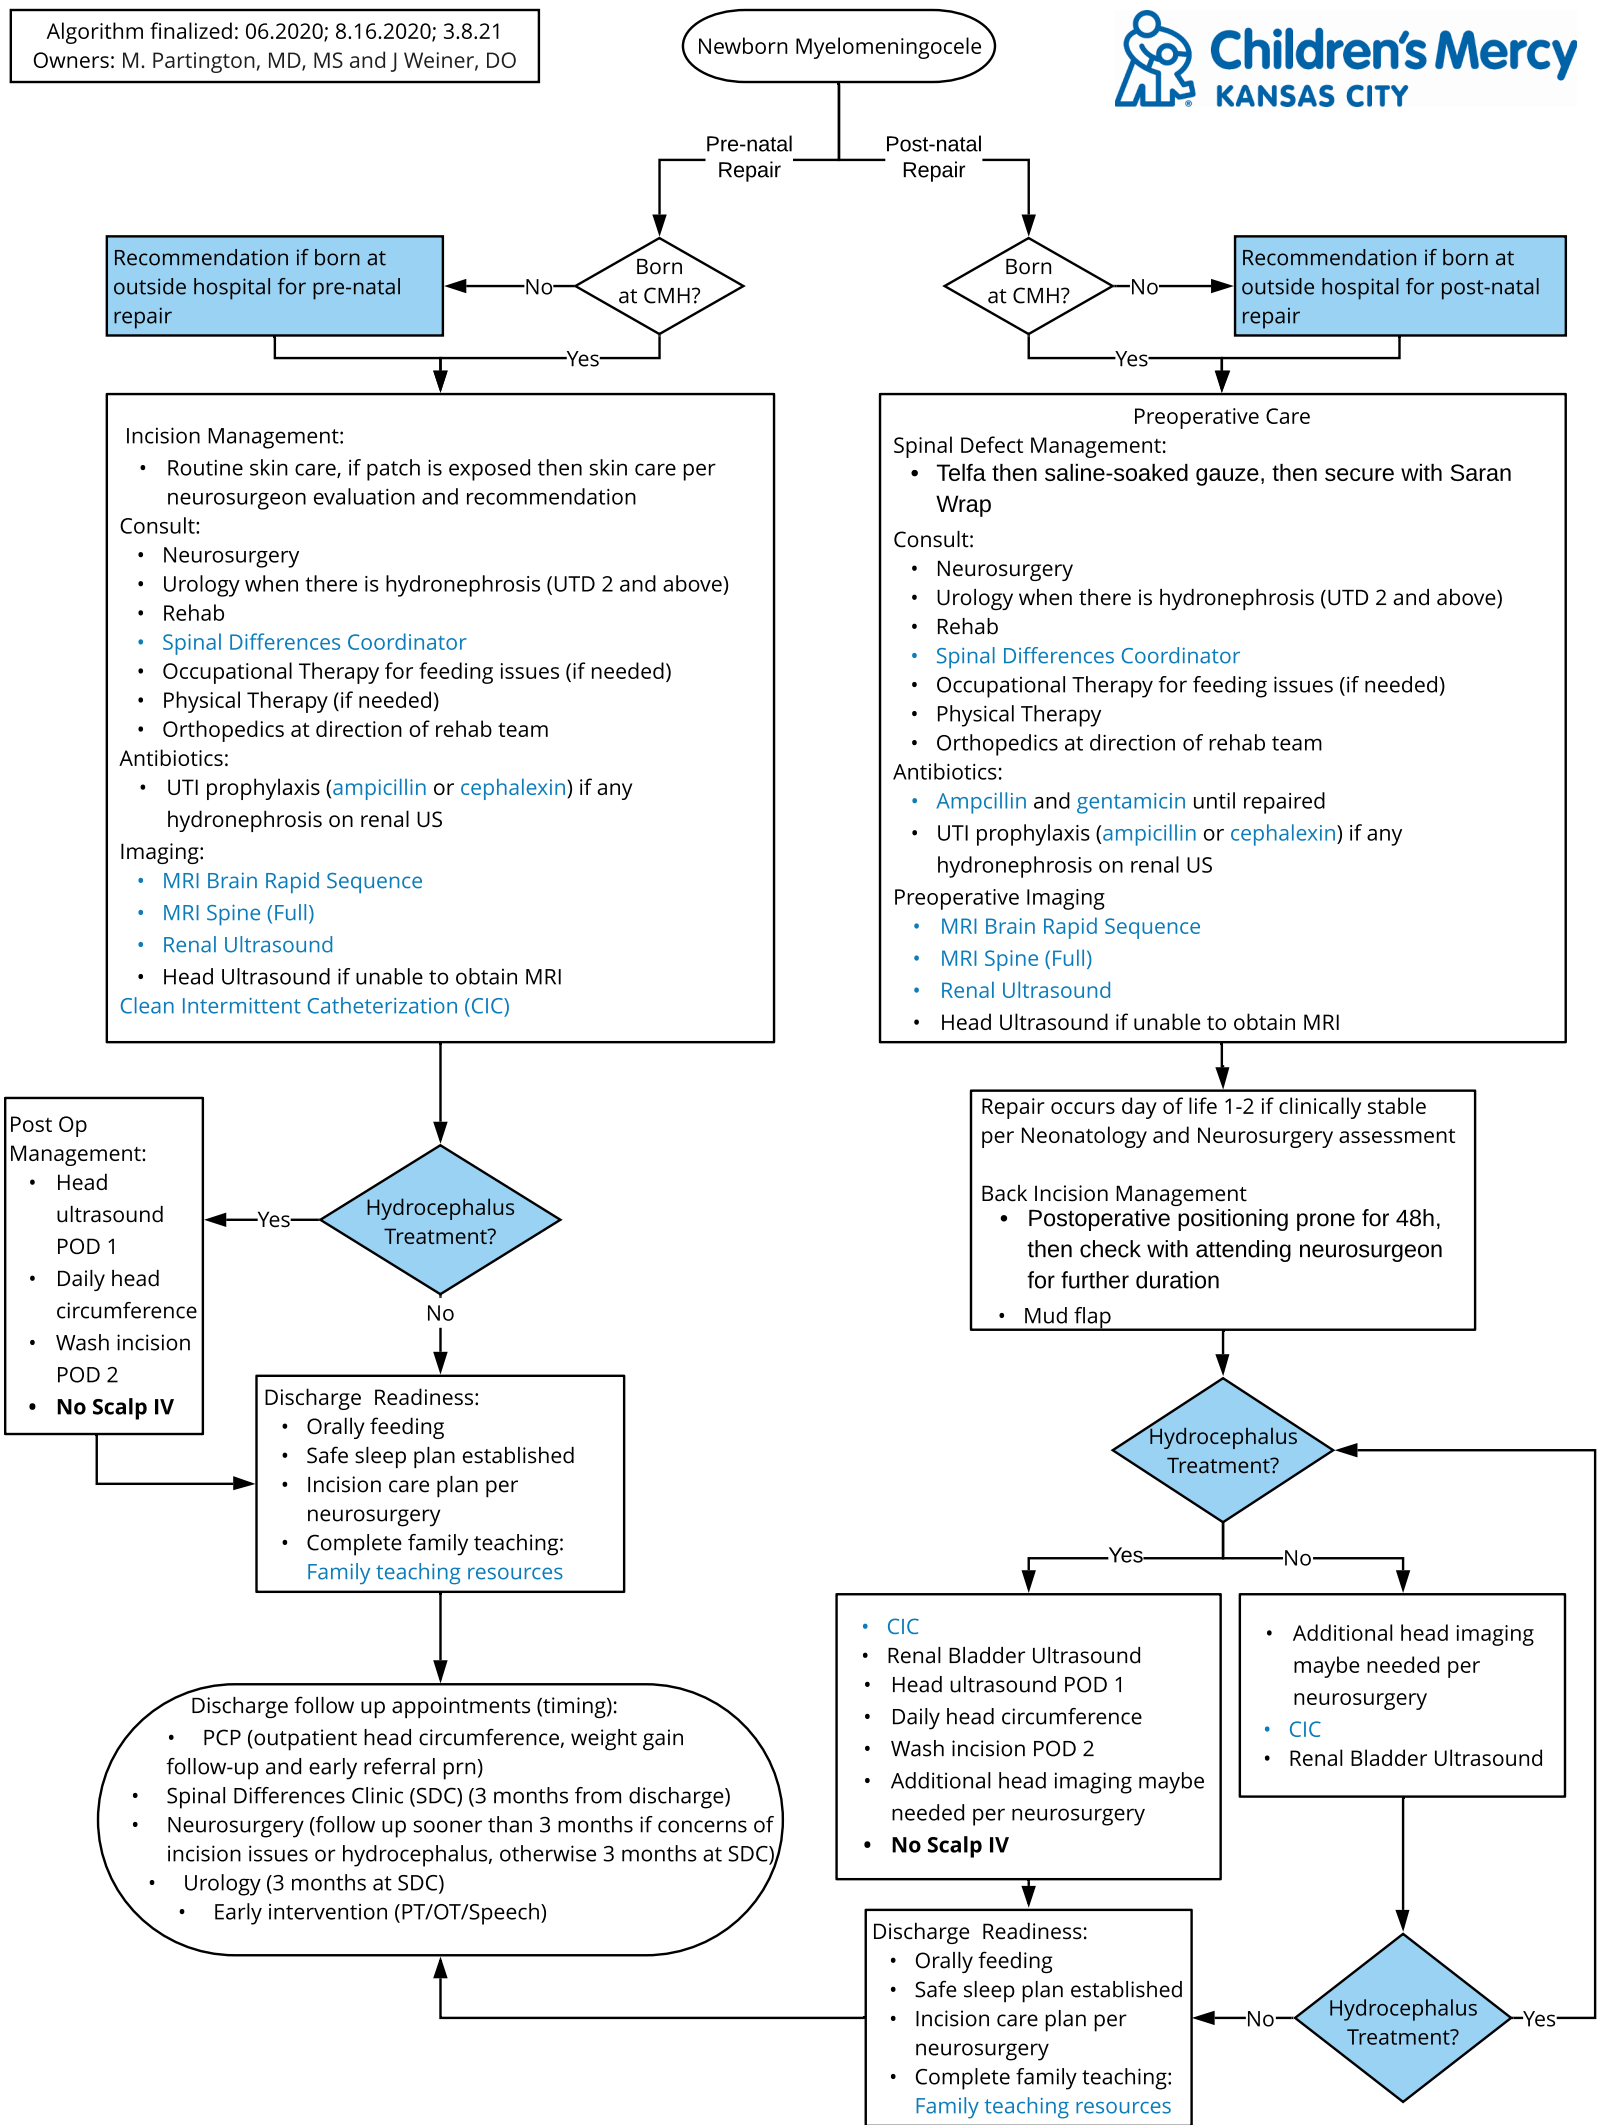 Algorithm finalized: 06.2020; 8.16.2020; 3.8.21
Owners: M. Partington, MD, MS and J Weiner, DO
Newborn Myelomeningocele
Children's Mercy
KANSAS CITY
®
Pre-natal
Repair
Post-natal
Repair
Recommendation if born at
outside hospital for pre-natal
repair
No
Born
at CMH?
Yes
Born
at CMH?
No
Recommendation if born at
outside hospital for post-natal
repair
Yes
Incision Management:
• Routine skin care, if patch is exposed then skin care per
neurosurgeon evaluation and recommendation
Consult:
• Neurosurgery
• Urology when there is hydronephrosis (UTD 2 and above)
• Rehab
• Spinal Differences Coordinator
• Occupational Therapy for feeding issues (if needed)
• Physical Therapy (if needed)
• Orthopedics at direction of rehab team
Antibiotics:
• UTI prophylaxis (ampicillin or cephalexin) if any
hydronephrosis on renal US
Imaging:
• MRI Brain Rapid Sequence
• MRI Spine (Full)
• Renal Ultrasound
• Head Ultrasound if unable to obtain MRI
Clean Intermittent Catheterization (CIC)
Preoperative Care
Spinal Defect Management:
• Telfa then saline-soaked gauze, then secure with Saran
Wrap
Consult:
• Neurosurgery
• Urology when there is hydronephrosis (UTD 2 and above)
• Rehab
• Spinal Differences Coordinator
• Occupational Therapy for feeding issues (if needed)
• Physical Therapy
• Orthopedics at direction of rehab team
Antibiotics:
• Ampcillin and gentamicin until repaired
• UTI prophylaxis (ampicillin or cephalexin) if any
hydronephrosis on renal US
Preoperative Imaging
• MRI Brain Rapid Sequence
• MRI Spine (Full)
• Renal Ultrasound
• Head Ultrasound if unable to obtain MRI
Post Op
Management:
• Head
ultrasound
POD 1
• Daily head
circumference
• Wash incision
POD 2
• No Scalp IV
Yes
Hydrocephalus
Treatment?
No
Discharge Readiness:
• Orally feeding
• Safe sleep plan established
• Incision care plan per
neurosurgery
• Complete family teaching:
Family teaching resources
Discharge follow up appointments (timing):
• PCP (outpatient head circumference, weight gain
follow-up and early referral prn)
• Spinal Differences Clinic (SDC) (3 months from discharge)
• Neurosurgery (follow up sooner than 3 months if concerns of
incision issues or hydrocephalus, otherwise 3 months at SDC)
• Urology (3 months at SDC)
• Early intervention (PT/OT/Speech)
Repair occurs day of life 1-2 if clinically stable
per Neonatology and Neurosurgery assessment
Back Incision Management
• Postoperative positioning prone for 48h,
then check with attending neurosurgeon
for further duration
• Mud flap
Hydrocephalus
Treatment?
Yes
No
• CIC
• Renal Bladder Ultrasound
• Head ultrasound POD 1
• Daily head circumference
• Wash incision POD 2
• Additional head imaging maybe
needed per neurosurgery
• No Scalp IV
• Additional head imaging
maybe needed per
neurosurgery
• CIC
• Renal Bladder Ultrasound
Discharge Readiness:
• Orally feeding
• Safe sleep plan established
• Incision care plan per
neurosurgery
• Complete family teaching:
Family teaching resources
No
Hydrocephalus
Treatment?
Yes